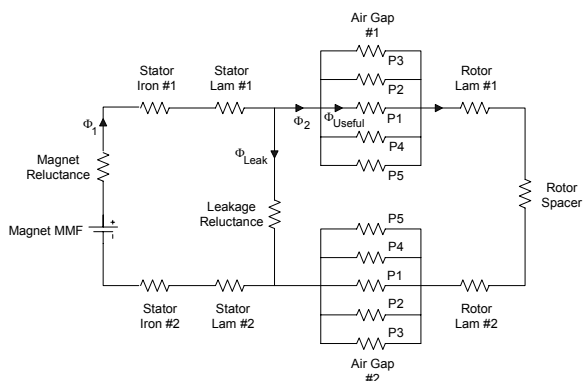 Air Gap
#1
P3
P2
P1
P4
P5
Stator
Iron #1
Stator
Lam #1
Rotor
Lam #1
Φ1
Φ2
ΦUseful
ΦLeak
Magnet
Reluctance
Leakage
Reluctance
Rotor
Spacer
Magnet MMF
+
-
P5
P4
P1
P2
P3
Stator
Iron #2
Stator
Lam #2
Rotor
Lam #2
Air Gap
#2